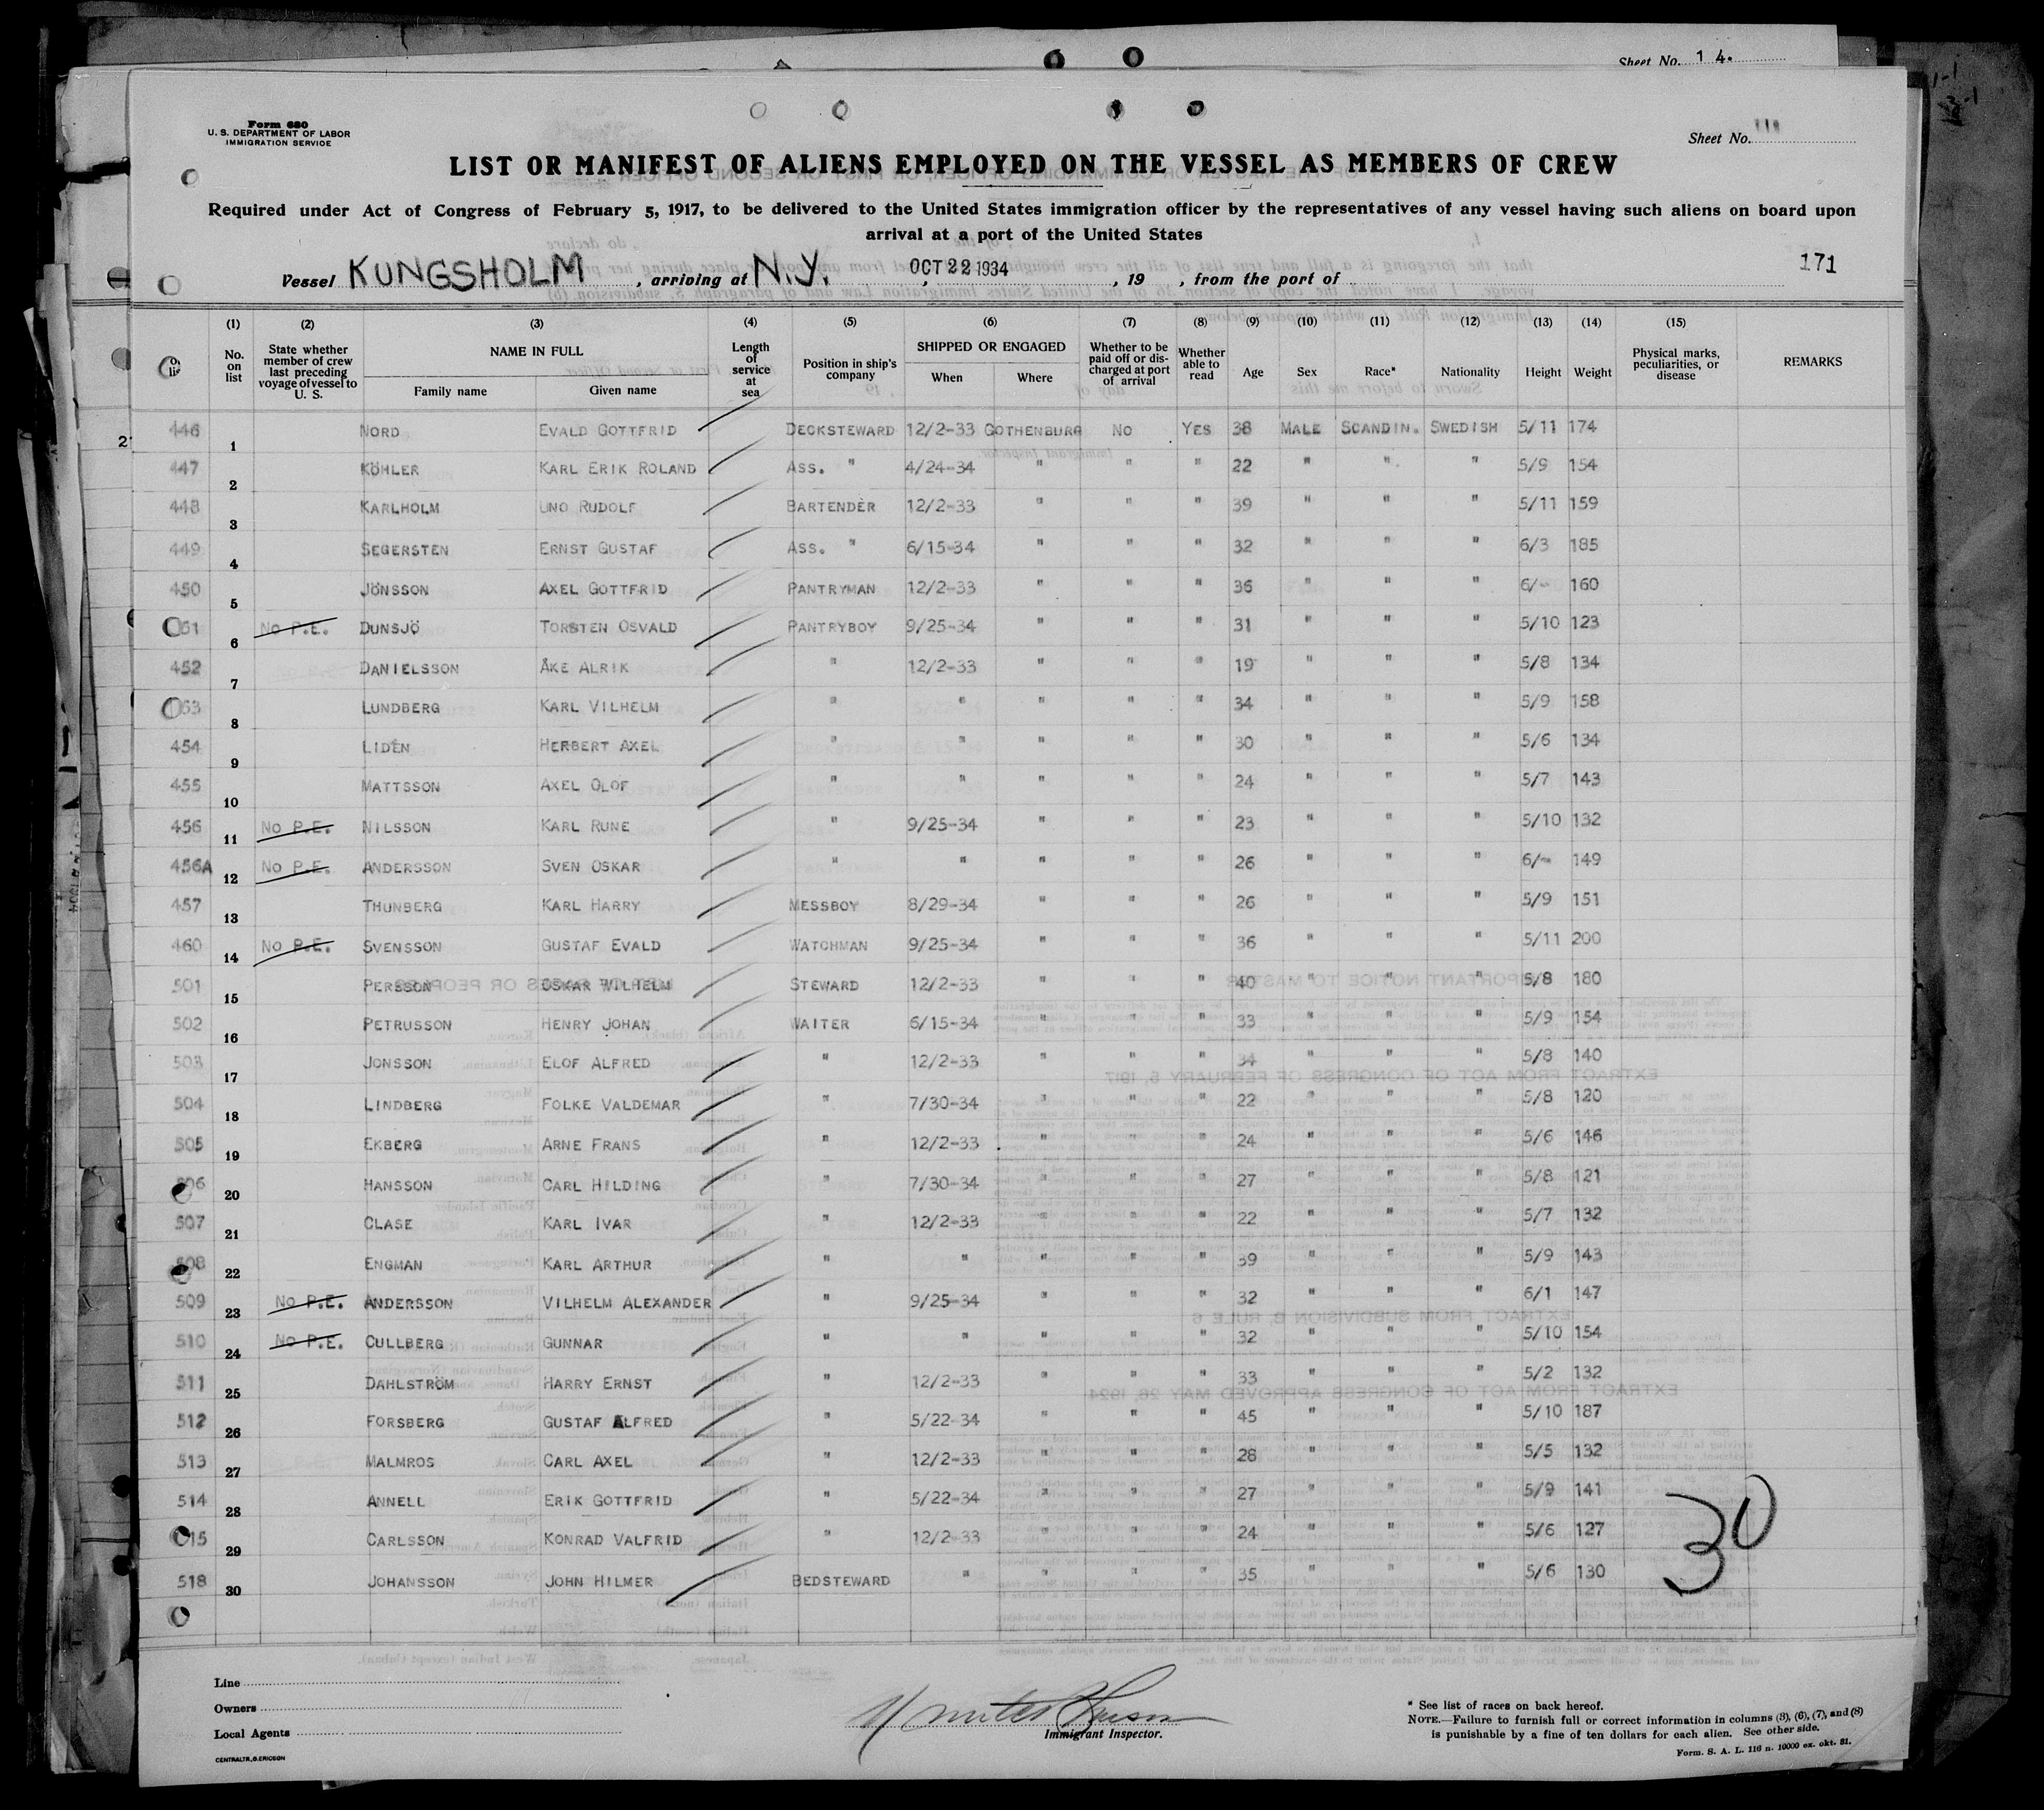 Sheet No. 14.
Form 680
U. S. DEPARTMENT OF LABOR
IMMIGRATION SERVICE
Sheet No.
LIST OR MANIFEST OF ALIENS EMPLOYED ON THE VESSEL AS MEMBERS OF CREW
Required under Act of Congress of February 5, 1917, to be delivered to the United States immigration officer by the representatives of any vessel having such aliens on board upon
arrival at a port of the United States
Vessel KUNGSHOLM, arriving at N.Y. OCT 22 1934, 19 , from the port of 171
(1) (2) (3) (4) (5) (6) (7) (8) (9) (10) (11) (12) (13) (14) (15)
No. on list State whether member of crew last preceding voyage of vessel to U. S. NAME IN FULL Family name Given name Length of service at sea Position in ship's company SHIPPED OR ENGAGED When Where Whether to be paid off or discharged at port of arrival Whether able to read Age Sex Race* Nationality Height Weight Physical marks, peculiarities, or disease REMARKS
446 1 NORD EVALD GOTTFRID DECKSTEWARD 12/2-33 GOTHENBURG NO YES 38 MALE SCANDIN. SWEDISH 5/11 174
447 2 KÖHLER KARL ERIK ROLAND ASS. " 4/24-34 " " " 22 " " " 5/9 154
448 3 KARLHOLM UNO RUDOLF BARTENDER 12/2-33 " " " 39 " " " 5/11 159
449 4 SEGERSTEN ERNST GUSTAF ASS. " 6/15-34 " " " 32 " " " 6/3 185
450 5 JÖNSSON AXEL GOTTFRID PANTRYMAN 12/2-33 " " " 36 " " " 6/- 160
51 6 No P.E. DUNSJÖ TORSTEN OSVALD PANTRYBOY 9/25-34 " " " 31 " " " 5/10 123
452 7 DANIELSSON ÅKE ALRIK " 12/2-33 " " " 19 " " " 5/8 134
53 8 LUNDBERG KARL VILHELM " " " " " 34 " " " 5/9 158
454 9 LIDÉN HERBERT AXEL " " " " " 30 " " " 5/6 134
455 10 MATTSSON AXEL OLOF " " " " " 24 " " " 5/7 143
456 11 No P.E. NILSSON KARL RUNE " 9/25-34 " " " 23 " " " 5/10 132
456A 12 No P.E. ANDERSSON SVEN OSKAR " " " " " 26 " " " 6/- 149
457 13 THUNBERG KARL HARRY MESSBOY 8/29-34 " " " 26 " " " 5/9 151
460 14 No P.E. SVENSSON GUSTAF EVALD WATCHMAN 9/25-34 " " " 36 " " " 5/11 200
501 15 PERSSON OSKAR WILHELM STEWARD 12/2-33 " " " 40 " " " 5/8 180
502 16 PETRUSSON HENRY JOHAN WAITER 6/15-34 " " " 33 " " " 5/9 154
503 17 JONSSON ELOF ALFRED " 12/2-33 " " " 34 " " " 5/8 140
504 18 LINDBERG FOLKE VALDEMAR " 7/30-34 " " " 22 " " " 5/8 120
505 19 EKBERG ARNE FRANS " 12/2-33 " " " 24 " " " 5/6 146
06 20 HANSSON CARL HILDING " 7/30-34 " " " 27 " " " 5/8 121
507 21 CLASE KARL IVAR " 12/2-33 " " " 22 " " " 5/7 132
508 22 ENGMAN KARL ARTHUR " " " " " 39 " " " 5/9 143
509 23 No P.E. ANDERSSON VILHELM ALEXANDER " 9/25-34 " " " 32 " " " 6/1 147
510 24 No P.E. CULLBERG GUNNAR " " " " " 32 " " " 5/10 154
511 25 DAHLSTRÖM HARRY ERNST " 12/2-33 " " " 33 " " " 5/2 132
512 26 FORSBERG GUSTAF ALFRED " 5/22-34 " " " 45 " " " 5/10 187
513 27 MALMROS CARL AXEL " 12/2-33 " " " 28 " " " 5/5 132
514 28 ANNELL ERIK GOTTFRID " 5/22-34 " " " 27 " " " 5/9 141
15 29 CARLSSON KONRAD VALFRID " 12/2-33 " " " 24 " " " 5/6 127
518 30 JOHANSSON JOHN HILMER BEDSTEWARD " " " " 35 " " " 5/6 130
30
Line
Owners
Local Agents
Immigrant Inspector.
CENTRALTR, G. ERICSON
* See list of races on back hereof.
NOTE.—Failure to furnish full or correct information in columns (3), (6), (7), and (8)
is punishable by a fine of ten dollars for each alien. See other side.
Form. S. A. L. 116 n. 10000 ex. okt. 31.